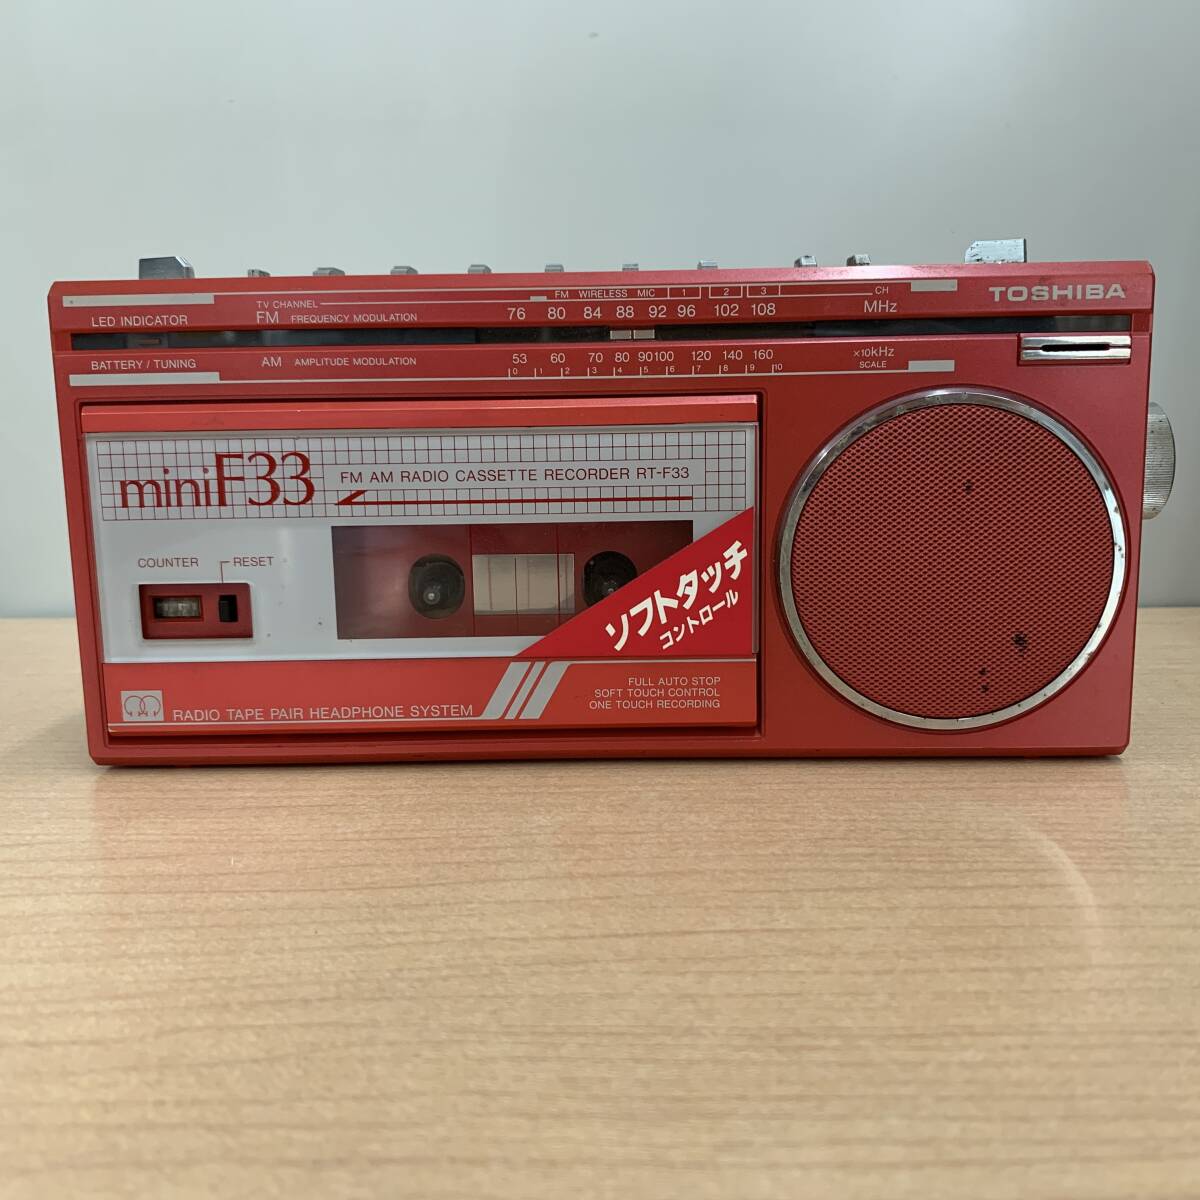 FM WIRELESS MIC 1 2 3 CH
TV CHANNEL
LED INDICATOR
FM FREQUENCY MODULATION 76 80 84 88 92 96 102 108 MHz
TOSHIBA
BATTERY / TUNING
AM AMPLITUDE MODULATION 53 60 70 80 90 100 120 140 160 ×10kHz
0 1 2 3 4 5 6 7 8 9 10 SCALE
miniF33
FM AM RADIO CASSETTE RECORDER RT-F33
COUNTER RESET
ソフトタッチ
コントロール
FULL AUTO STOP
SOFT TOUCH CONTROL
ONE TOUCH RECORDING
RADIO TAPE PAIR HEADPHONE SYSTEM